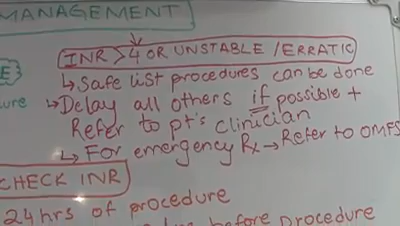 MANAGEMENT
INR > 4 OR UNSTABLE / ERRATIC
↳ Safe list procedures can be done
↳ Delay all others if possible +
Refer to pt's clinician
↳ For emergency Rx → Refer to OMFS
CHECK INR
24 hrs of procedure
before procedure